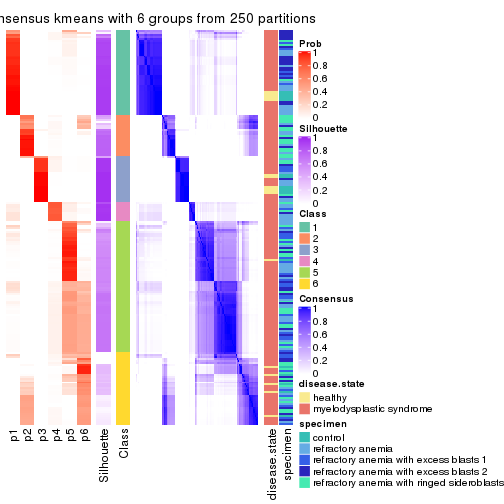 nsensus kmeans with 6 groups from 250 partitions
Prob
1
0.8
0.6
0.4
0.2
0
Silhouette
1
0.8
0.6
0.4
0.2
0
Class
1
2
3
4
5
6
Consensus
1
0.8
0.6
0.4
0.2
0
disease.state
healthy
myelodysplastic syndrome
specimen
control
refractory anemia
refractory anemia with excess blasts 1
refractory anemia with excess blasts 2
refractory anemia with ringed sideroblasts
p1
p2
p3
p4
p5
p6
Silhouette
Class
disease.state
specimen